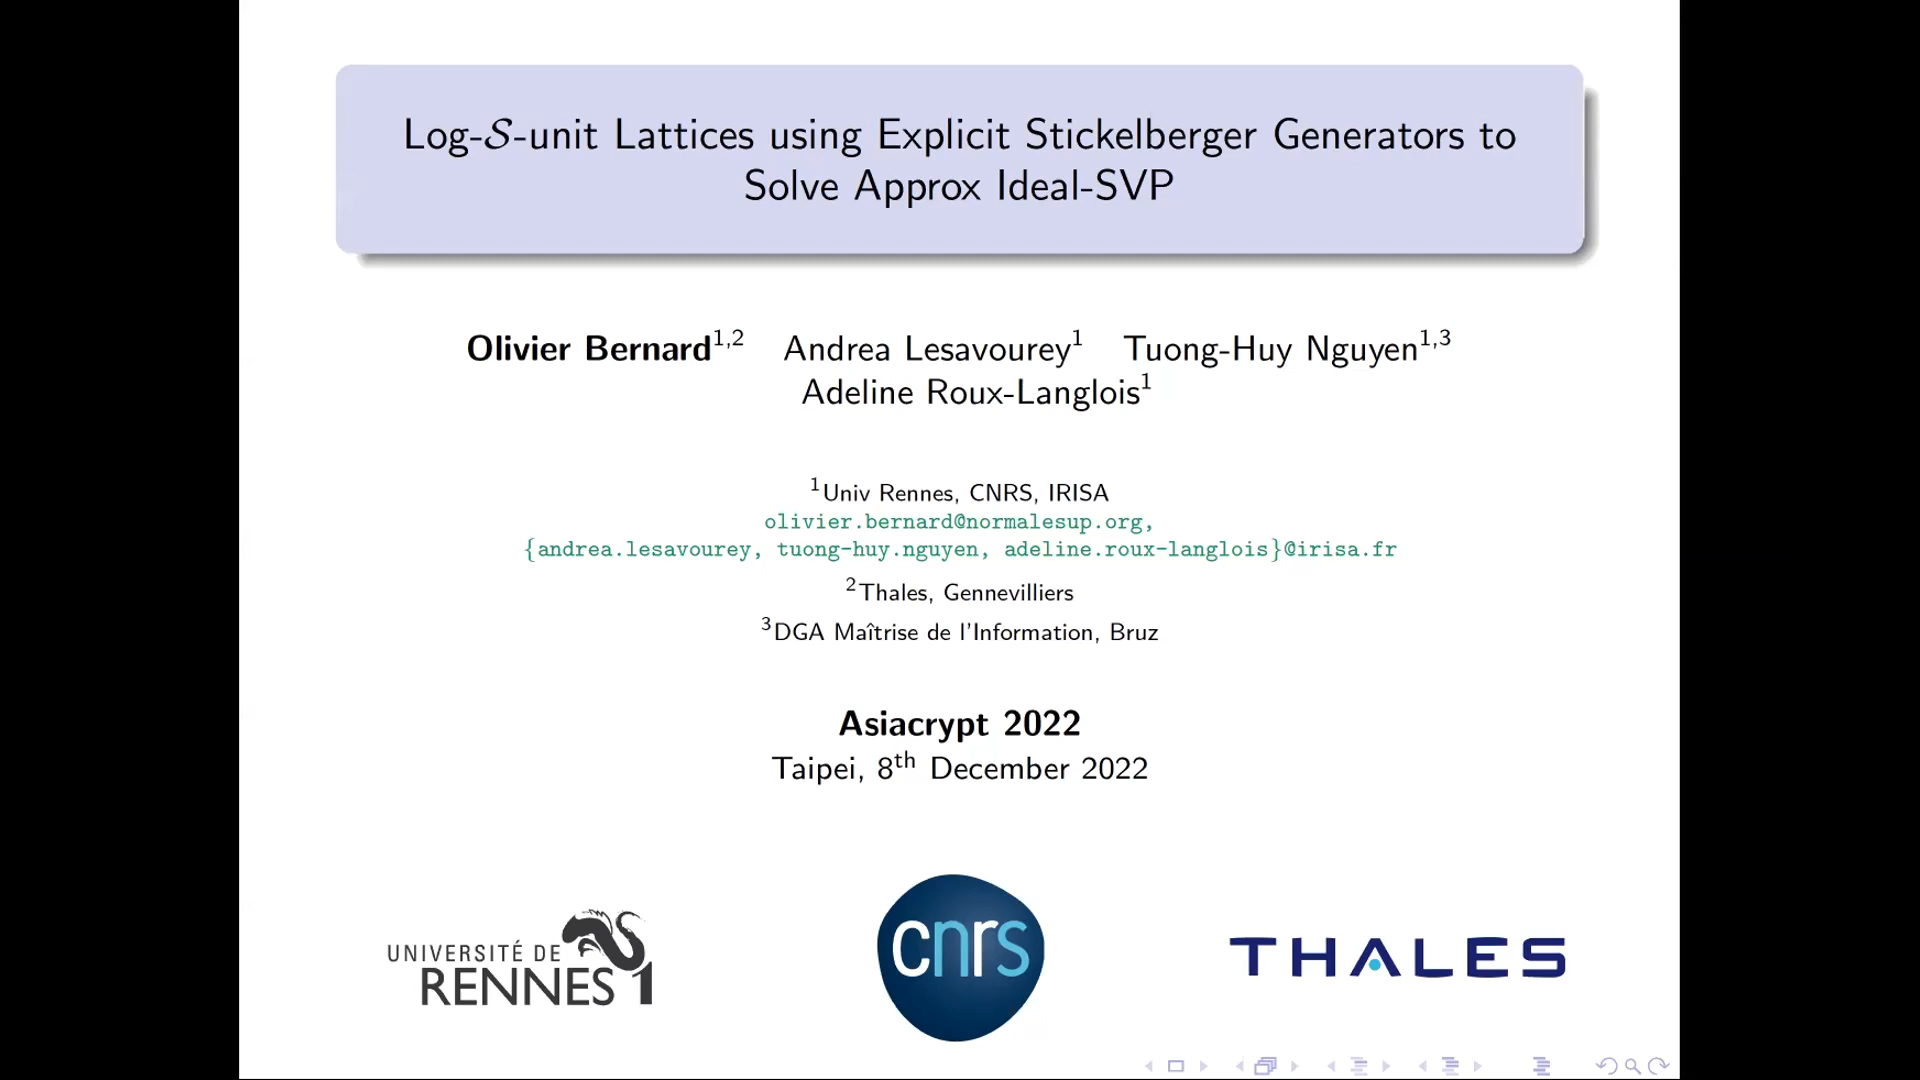 Log-𝒮-unit Lattices using Explicit Stickelberger Generators to
Solve Approx Ideal-SVP
Olivier Bernard¹,² Andrea Lesavourey¹ Tuong-Huy Nguyen¹,³
Adeline Roux-Langlois¹
¹Univ Rennes, CNRS, IRISA
olivier.bernard@normalesup.org,
{andrea.lesavourey, tuong-huy.nguyen, adeline.roux-langlois}@irisa.fr
²Thales, Gennevilliers
³DGA Maîtrise de l'Information, Bruz
Asiacrypt 2022
Taipei, 8th December 2022
UNIVERSITÉ DE
RENNES 1
cnrs
THALES